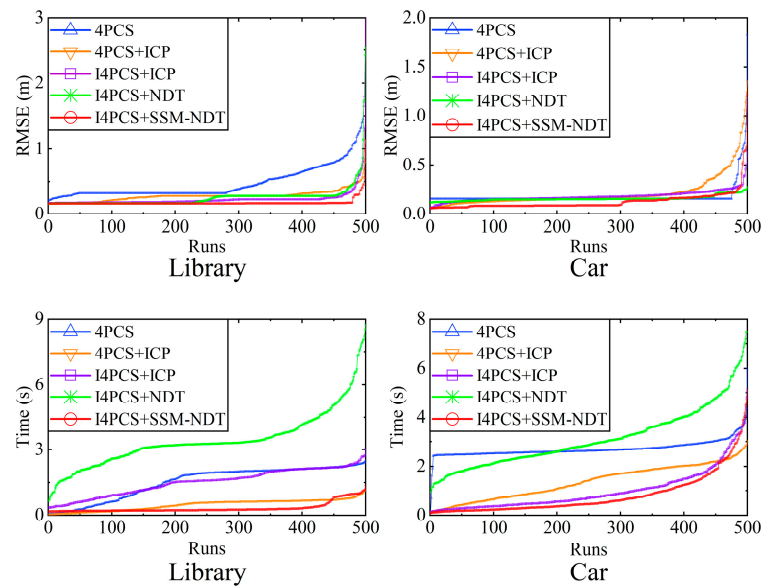 3
2
1
0
RMSE (m)
4PCS
4PCS+ICP
I4PCS+ICP
I4PCS+NDT
I4PCS+SSM-NDT
0 100 200 300 400 500
Runs
Library
2.0
1.5
1.0
0.5
0.0
RMSE (m)
4PCS
4PCS+ICP
I4PCS+ICP
I4PCS+NDT
I4PCS+SSM-NDT
0 100 200 300 400 500
Runs
Car
9
6
3
0
Time (s)
4PCS
4PCS+ICP
I4PCS+ICP
I4PCS+NDT
I4PCS+SSM-NDT
0 100 200 300 400 500
Runs
Library
8
6
4
2
0
Time (s)
4PCS
4PCS+ICP
I4PCS+ICP
I4PCS+NDT
I4PCS+SSM-NDT
0 100 200 300 400 500
Runs
Car